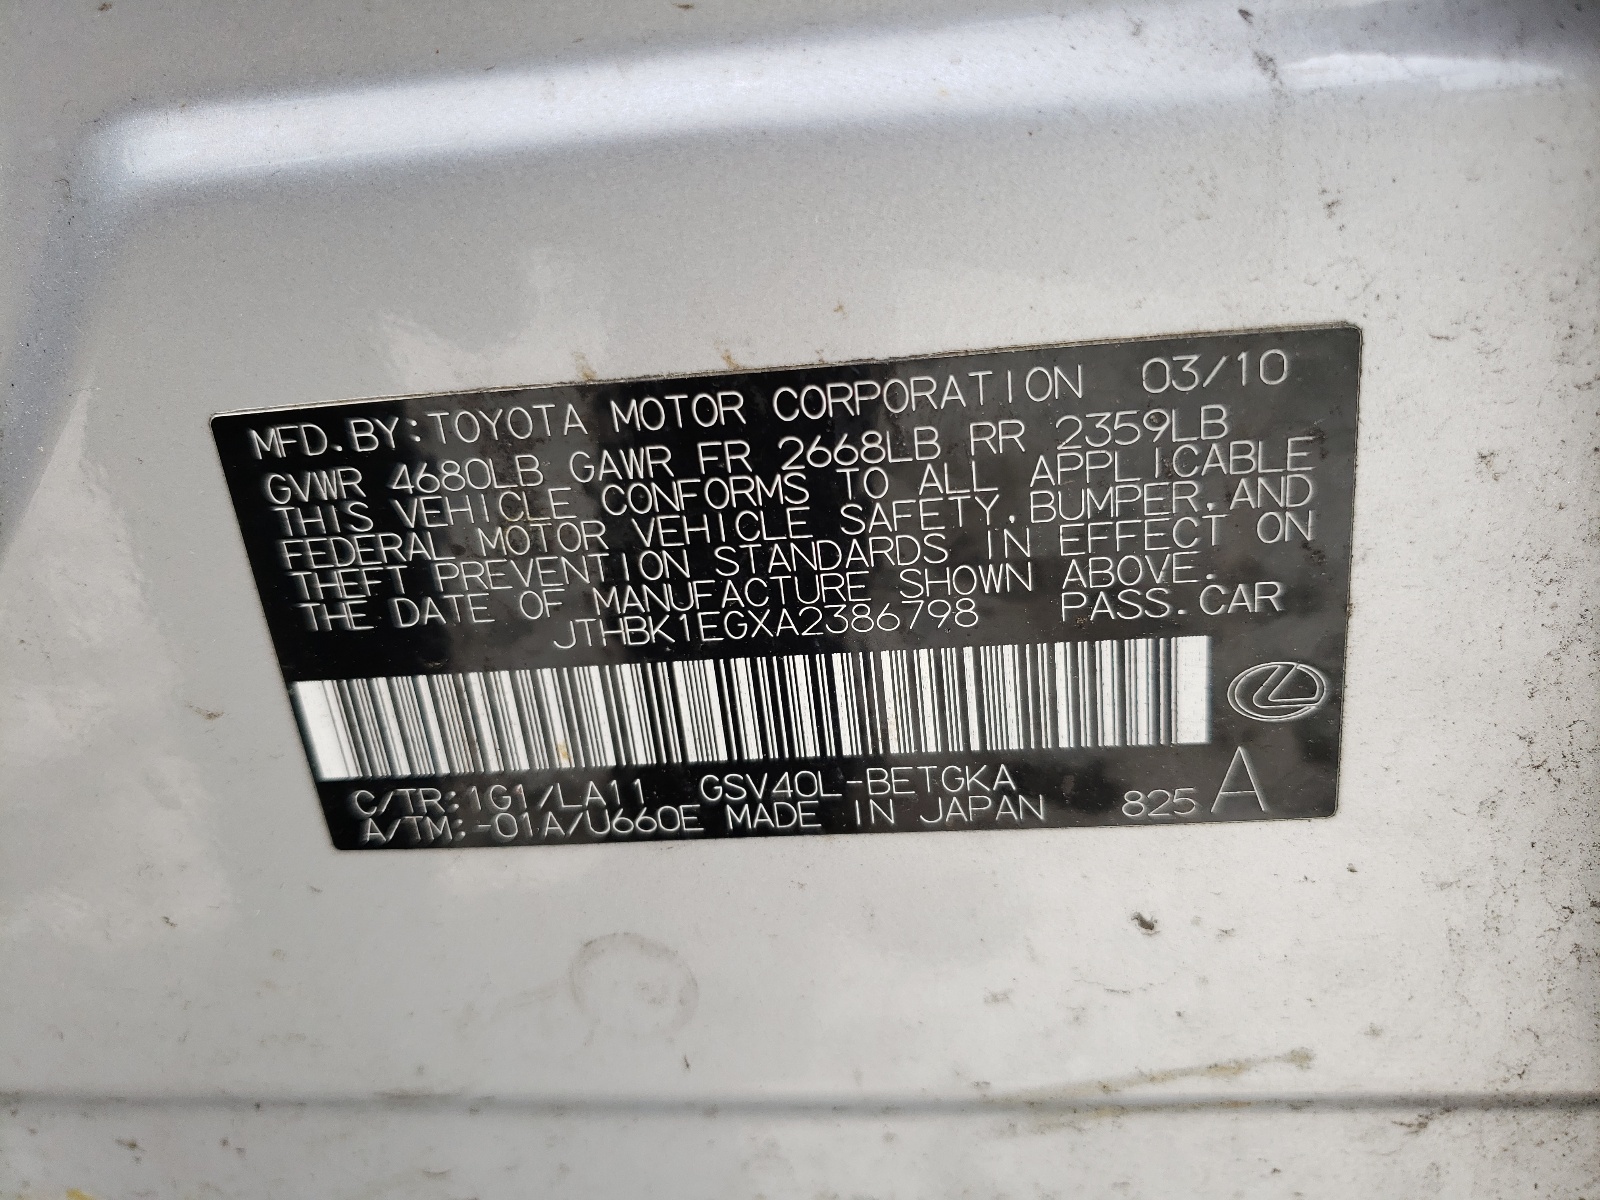 MFD.BY:TOYOTA MOTOR CORPORATION 03/10
GVWR 4680LB GAWR FR 2668LB RR 2359LB
THIS VEHICLE CONFORMS TO ALL APPLICABLE
FEDERAL MOTOR VEHICLE SAFETY,BUMPER,AND
THEFT PREVENTION STANDARDS IN EFFECT ON
THE DATE OF MANUFACTURE SHOWN ABOVE.
JTHBK1EGXA2386798 PASS.CAR
C/TR:1G1/LA11 GSV40L-BETGKA
A/TM:-01A/U660E MADE IN JAPAN 825 A